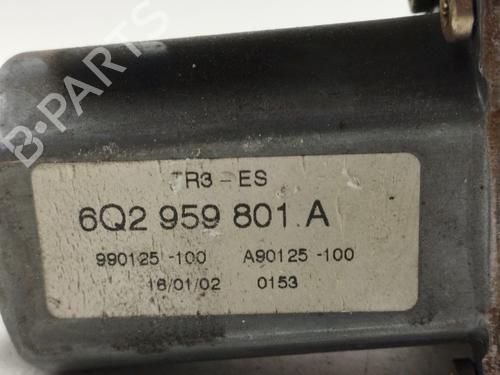 B-PARTS
TR3-ES
6Q2 959 801 A
990125-100 A90125-100
16/01/02 0153